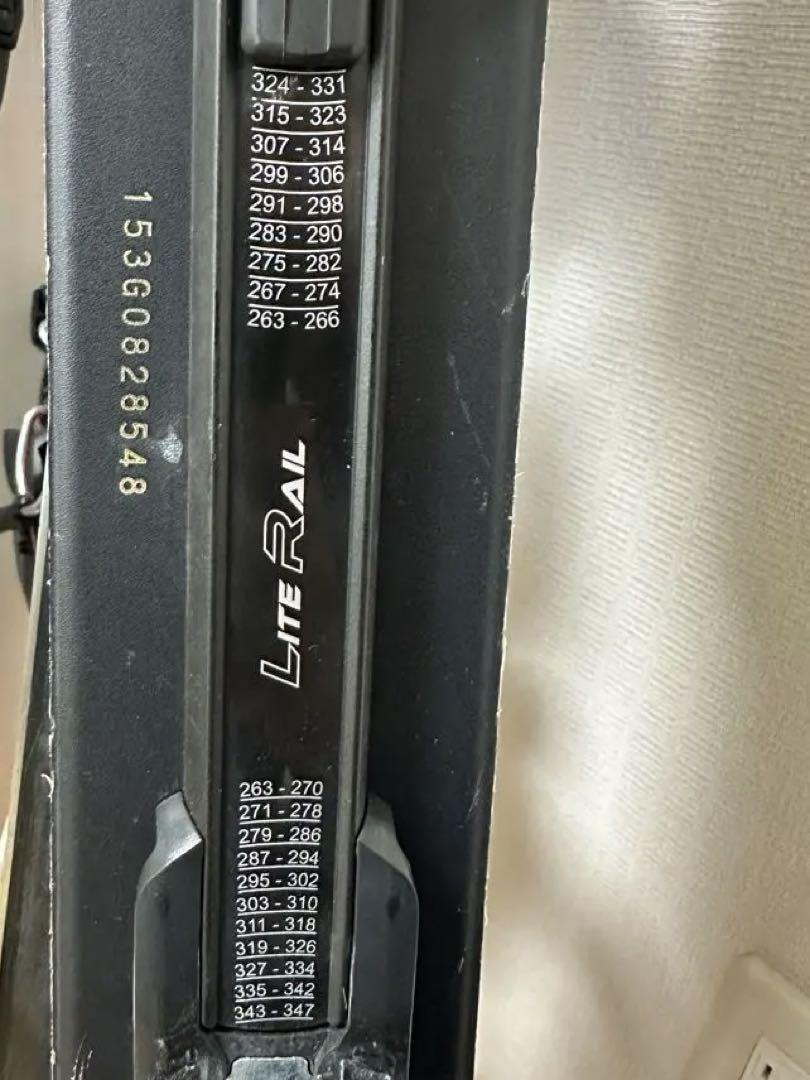 324 - 331
315 - 323
307 - 314
299 - 306
291 - 298
283 - 290
275 - 282
267 - 274
263 - 266
153G0828548
LITE RAIL
263 - 270
271 - 278
279 - 286
287 - 294
295 - 302
303 - 310
311 - 318
319 - 326
327 - 334
335 - 342
343 - 347